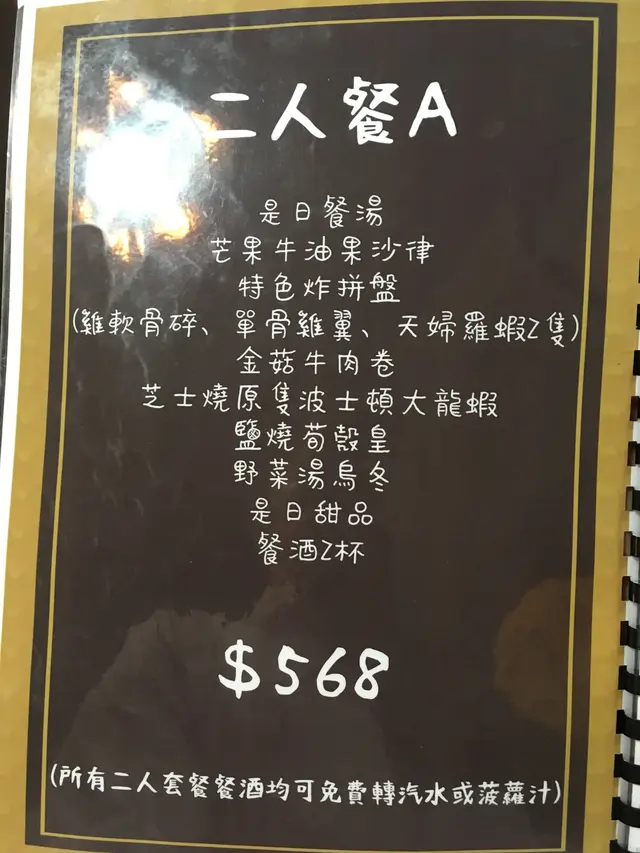 二人餐A
是日餐湯
芒果牛油果沙律
特色炸拼盤
(雞軟骨碎、單骨雞翼、天婦羅蝦2隻)
金菇牛肉卷
芝士燒原隻波士頓大龍蝦
鹽燒荀殼皇
野菜湯烏冬
是日甜品
餐酒2杯
$568
(所有二人套餐餐酒均可免費轉汽水或菠蘿汁)